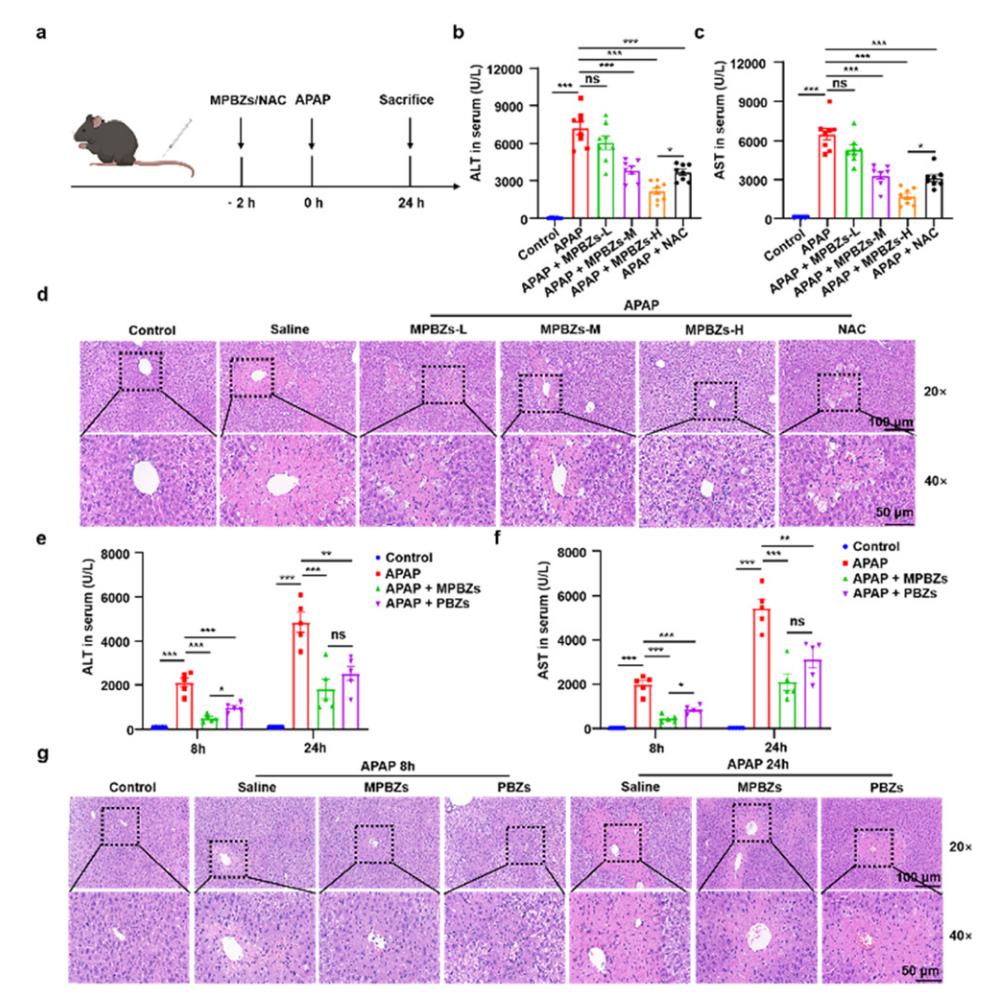 a
MPBZs/NAC APAP Sacrifice
- 2 h 0 h 24 h
b
ALT in serum (U/L)
12000
9000
6000
3000
0
*** ns *** *** *** *
Control
APAP
APAP + MPBZs-L
APAP + MPBZs-M
APAP + MPBZs-H
APAP + NAC
c
AST in serum (U/L)
12000
9000
6000
3000
0
*** ns *** *** *** *
Control
APAP
APAP + MPBZs-L
APAP + MPBZs-M
APAP + MPBZs-H
APAP + NAC
d
APAP
Control Saline MPBZs-L MPBZs-M MPBZs-H NAC
20×
100 µm
40×
50 µm
e
ALT in serum (U/L)
8000
6000
4000
2000
0
*** *** *** *
*** *** ** ns
8h 24h
Control
APAP
APAP + MPBZs
APAP + PBZs
f
AST in serum (U/L)
8000
6000
4000
2000
0
*** *** *** *
*** *** ** ns
8h 24h
Control
APAP
APAP + MPBZs
APAP + PBZs
g
APAP 8h APAP 24h
Control Saline MPBZs PBZs Saline MPBZs PBZs
20×
100 µm
40×
50 µm